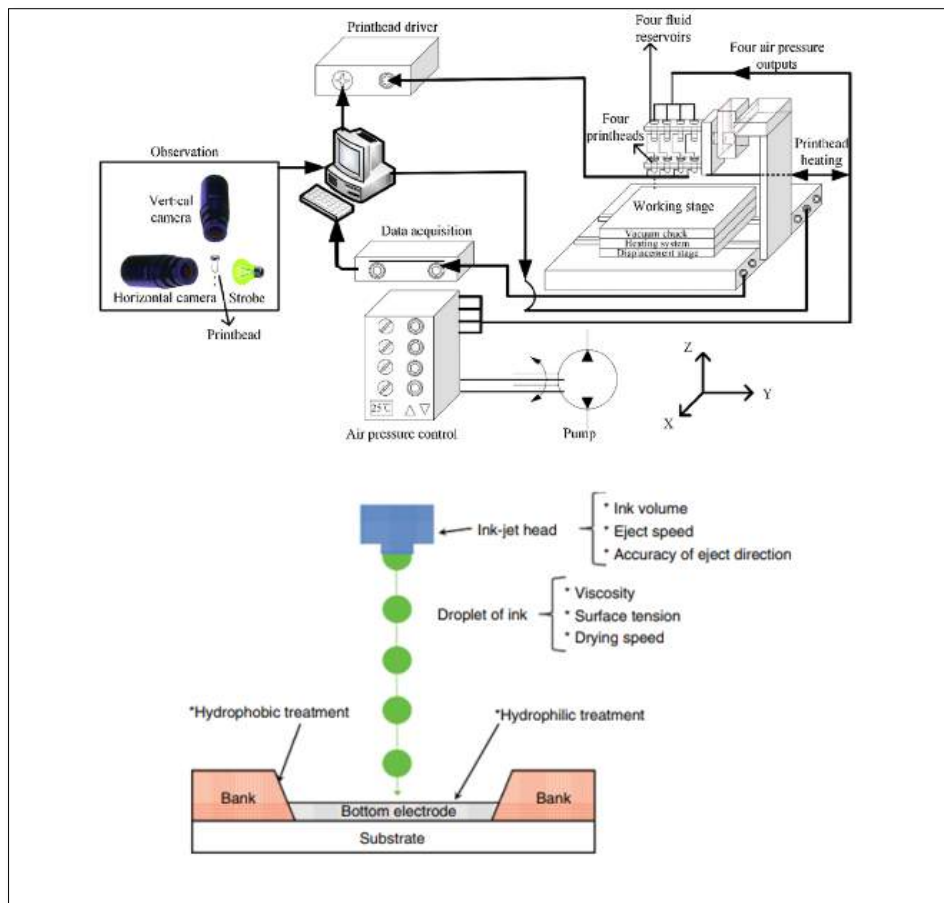 Printhead driver
Four fluid
reservoirs
Four air pressure
outputs
Four
printheads
Printhead
heating
Observation
Vertical
camera
Working stage
Vacuum chuck
Heating system
Displacement stage
Data acquisition
Horizontal camera
Strobe
Printhead
25℃
Air pressure control
Pump
Z
Y
X
Ink-jet head
* Ink volume
* Eject speed
* Accuracy of eject direction
Droplet of ink
* Viscosity
* Surface tension
* Drying speed
*Hydrophobic treatment
*Hydrophilic treatment
Bank
Bottom electrode
Bank
Substrate